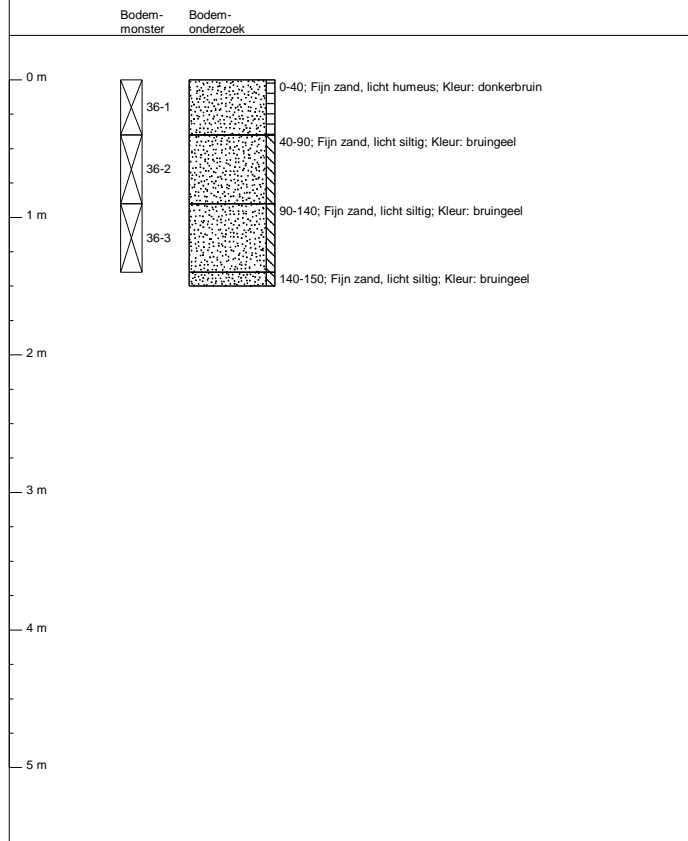 Bodem-
monster
Bodem-
onderzoek
0 m
36-1
0-40; Fijn zand, licht humeus; Kleur: donkerbruin
40-90; Fijn zand, licht siltig; Kleur: bruingeel
36-2
1 m
90-140; Fijn zand, licht siltig; Kleur: bruingeel
36-3
140-150; Fijn zand, licht siltig; Kleur: bruingeel
2 m
3 m
4 m
5 m